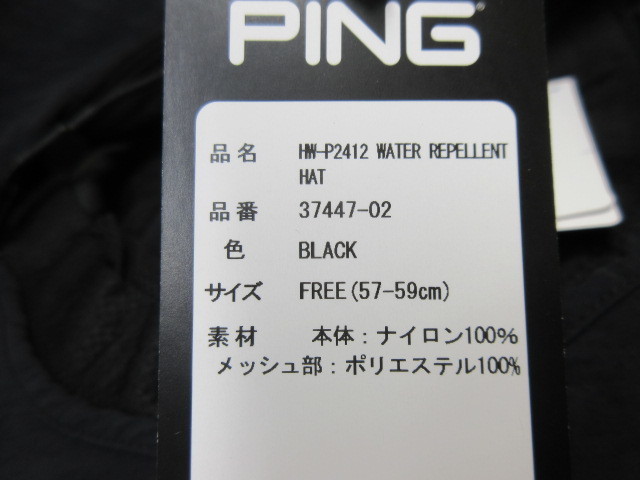 PING
品名 HW-P2412 WATER REPELLENT
HAT
品番 37447-02
色 BLACK
サイズ FREE(57-59cm)
素材 本体：ナイロン100%
メッシュ部：ポリエステル100%